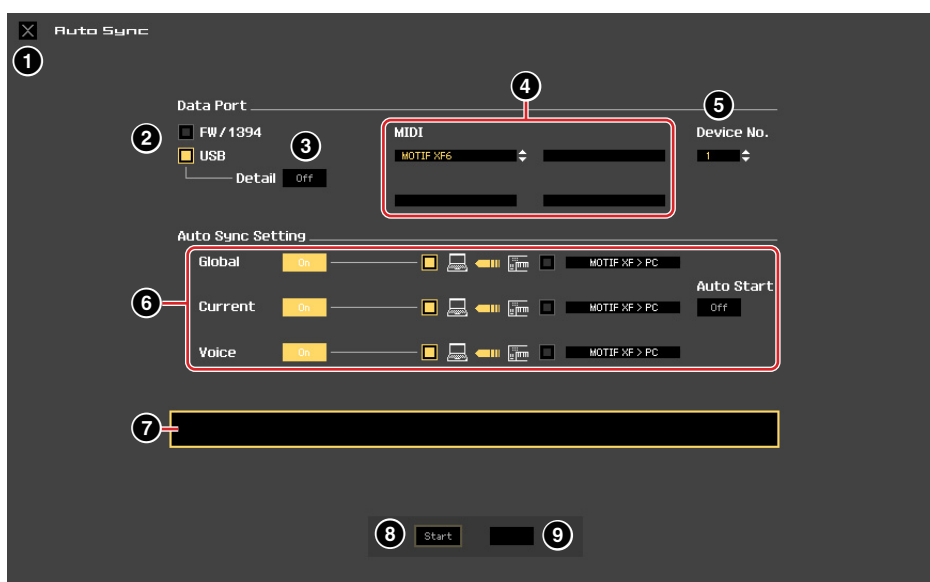 Auto Sync
1
4
Data Port
5
2
FW/1394
3
MIDI
Device No.
USB
MOTIF XF6
1
Detail
Off
Auto Sync Setting
Global
On
MOTIF XF > PC
Auto Start
6
Current
On
MOTIF XF > PC
Off
Voice
On
MOTIF XF > PC
7
8
Start
9